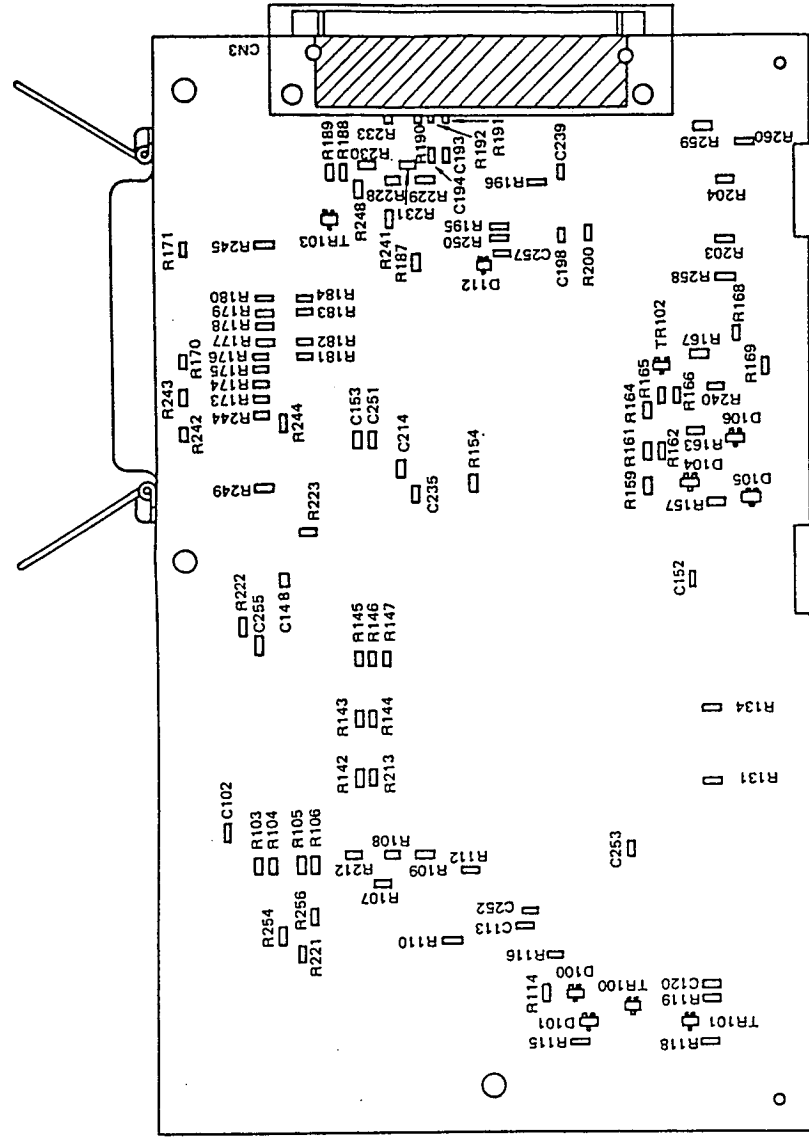 CN3
R189
R188
R233
R230
R190
R192
R191
C193
C194
C239
R259
R260
R248
R228
R229
R231
R196
R204
R171
R245
TR103
R241
R187
R195
R250
C257
D112
C198
R200
R203
R258
R180
R179
R178
R177
R176
R175
R174
R173
R244
R184
R183
R182
R181
R170
R243
R242
R244
TR102
R168
R167
R169
R165
R164
R166
R240
D106
R161
R162
R163
D104
R159
R157
D105
C153
C251
C214
C235
R154
R249
R223
R222
C255
C148
C152
R145
R146
R147
R143
R144
R134
R142
R213
R131
C102
R103
R104
R105
R106
R212
R108
R109
R112
R107
C253
R254
R256
R221
R110
C252
C113
R116
R114
D100
TR100
C120
R119
D101
TR101
R115
R118